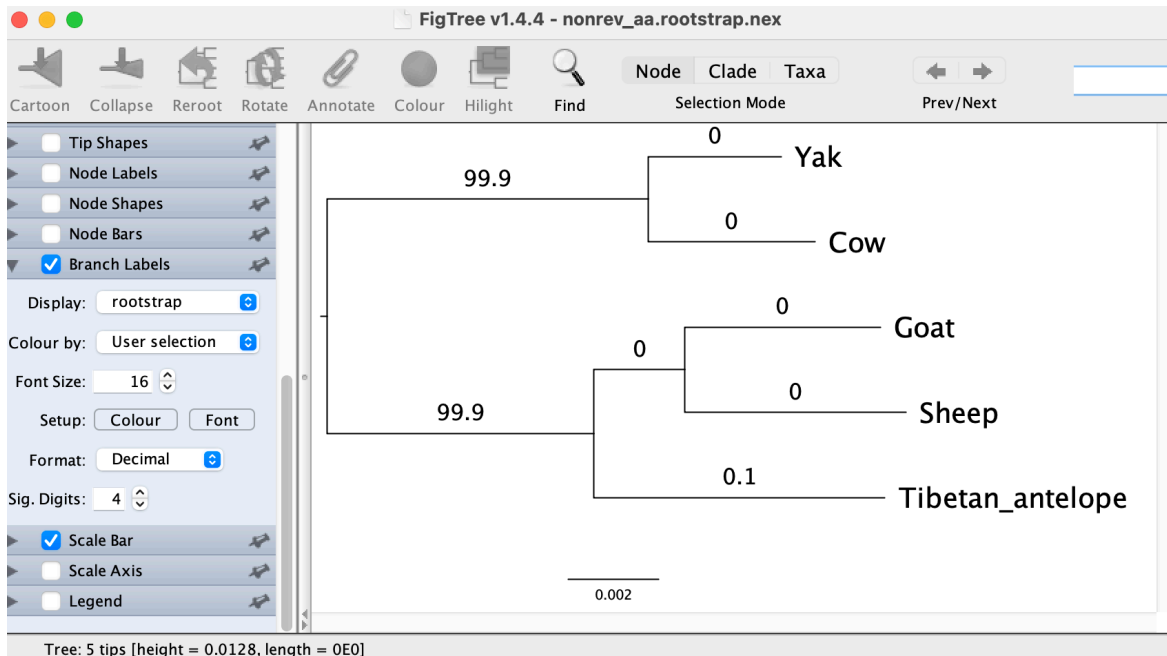 FigTree v1.4.4 - nonrev_aa.rootstrap.nex
Cartoon Collapse Reroot Rotate Annotate Colour Hilight Find
Node Clade Taxa
Selection Mode
Prev/Next
Tip Shapes
Node Labels
Node Shapes
Node Bars
Branch Labels
Display: rootstrap
Colour by: User selection
Font Size: 16
Setup: Colour Font
Format: Decimal
Sig. Digits: 4
Scale Bar
Scale Axis
Legend
0
Yak
99.9
0
Cow
0
Goat
0
0
Sheep
99.9
0.1
Tibetan_antelope
0.002
Tree: 5 tips [height = 0.0128, length = 0E0]